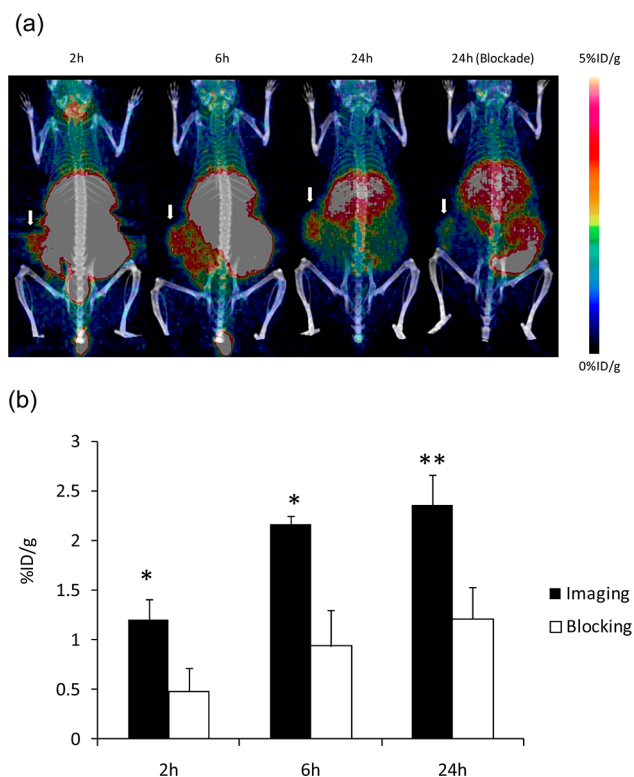 (a)
2h 6h 24h 24h (Blockade) 5%ID/g
0%ID/g
(b)
3
2.5
2
1.5
1
0.5
0
%ID/g
*
*
**
Imaging
Blocking
2h 6h 24h